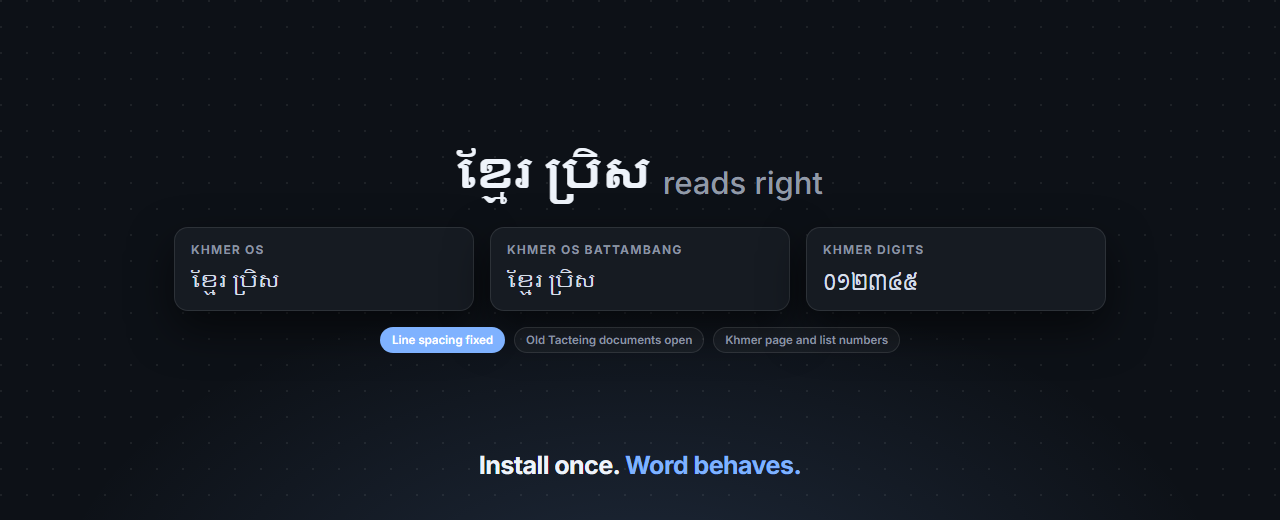 ខ្មែរ ប្រិស reads right
KHMER OS
ខ្មែរ ប្រិស
KHMER OS BATTAMBANG
ខ្មែរ ប្រិស
KHMER DIGITS
០១២៣៤៥
Line spacing fixed
Old Tacteing documents open
Khmer page and list numbers
Install once. Word behaves.